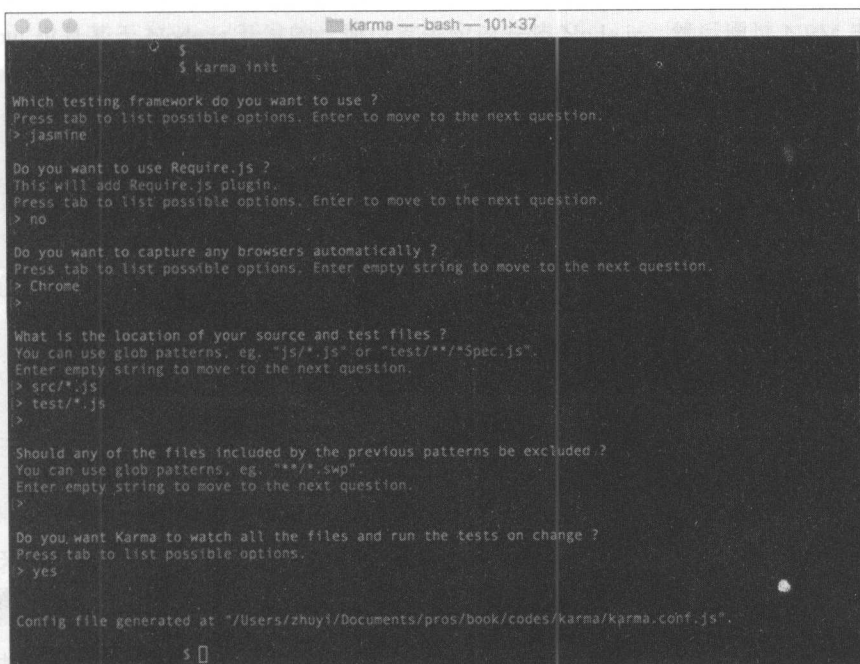 karma — -bash — 101×37
$
$ karma init
Which testing framework do you want to use ?
Press tab to list possible options. Enter to move to the next question.
> jasmine
Do you want to use Require.js ?
This will add Require.js plugin.
Press tab to list possible options. Enter to move to the next question.
> no
Do you want to capture any browsers automatically ?
Press tab to list possible options. Enter empty string to move to the next question.
> Chrome
>
What is the location of your source and test files ?
You can use glob patterns, eg. "js/*.js" or "test/**/*Spec.js".
Enter empty string to move to the next question.
> src/*.js
> test/*.js
>
Should any of the files included by the previous patterns be excluded ?
You can use glob patterns, eg. "**/*.swp".
Enter empty string to move to the next question.
>
Do you want Karma to watch all the files and run the tests on change ?
Press tab to list possible options.
> yes
Config file generated at "/Users/zhuyi/Documents/pros/book/codes/karma/karma.conf.js".
$